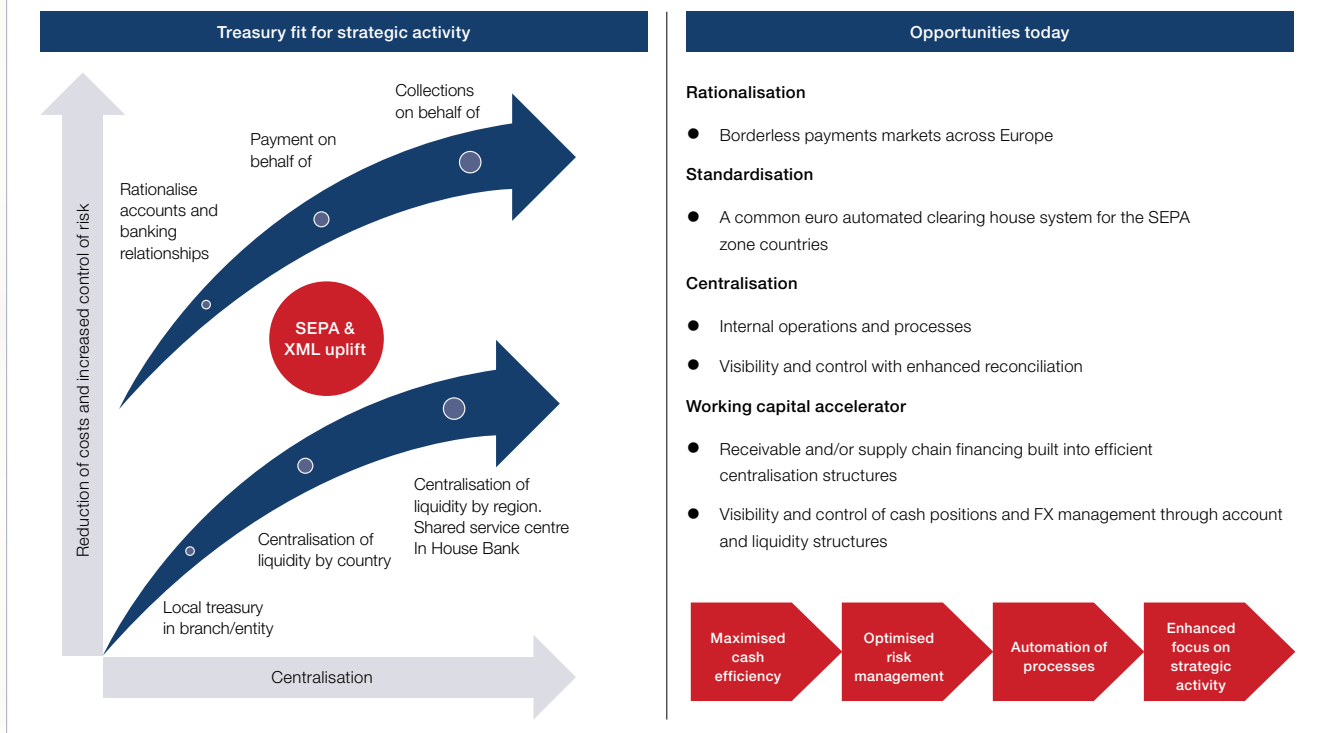 Treasury fit for strategic activity
Reduction of costs and increased control of risk
Collections
on behalf of
Payment on
behalf of
Rationalise
accounts and
banking
relationships
SEPA &
XML uplift
Centralisation of
liquidity by region.
Shared service centre
In House Bank
Centralisation of
liquidity by country
Local treasury
in branch/entity
Centralisation
Opportunities today
Rationalisation
● Borderless payments markets across Europe
Standardisation
● A common euro automated clearing house system for the SEPA
zone countries
Centralisation
● Internal operations and processes
● Visibility and control with enhanced reconciliation
Working capital accelerator
● Receivable and/or supply chain financing built into efficient
centralisation structures
● Visibility and control of cash positions and FX management through account
and liquidity structures
Maximised
cash
efficiency
Optimised
risk
management
Automation of
processes
Enhanced
focus on
strategic
activity